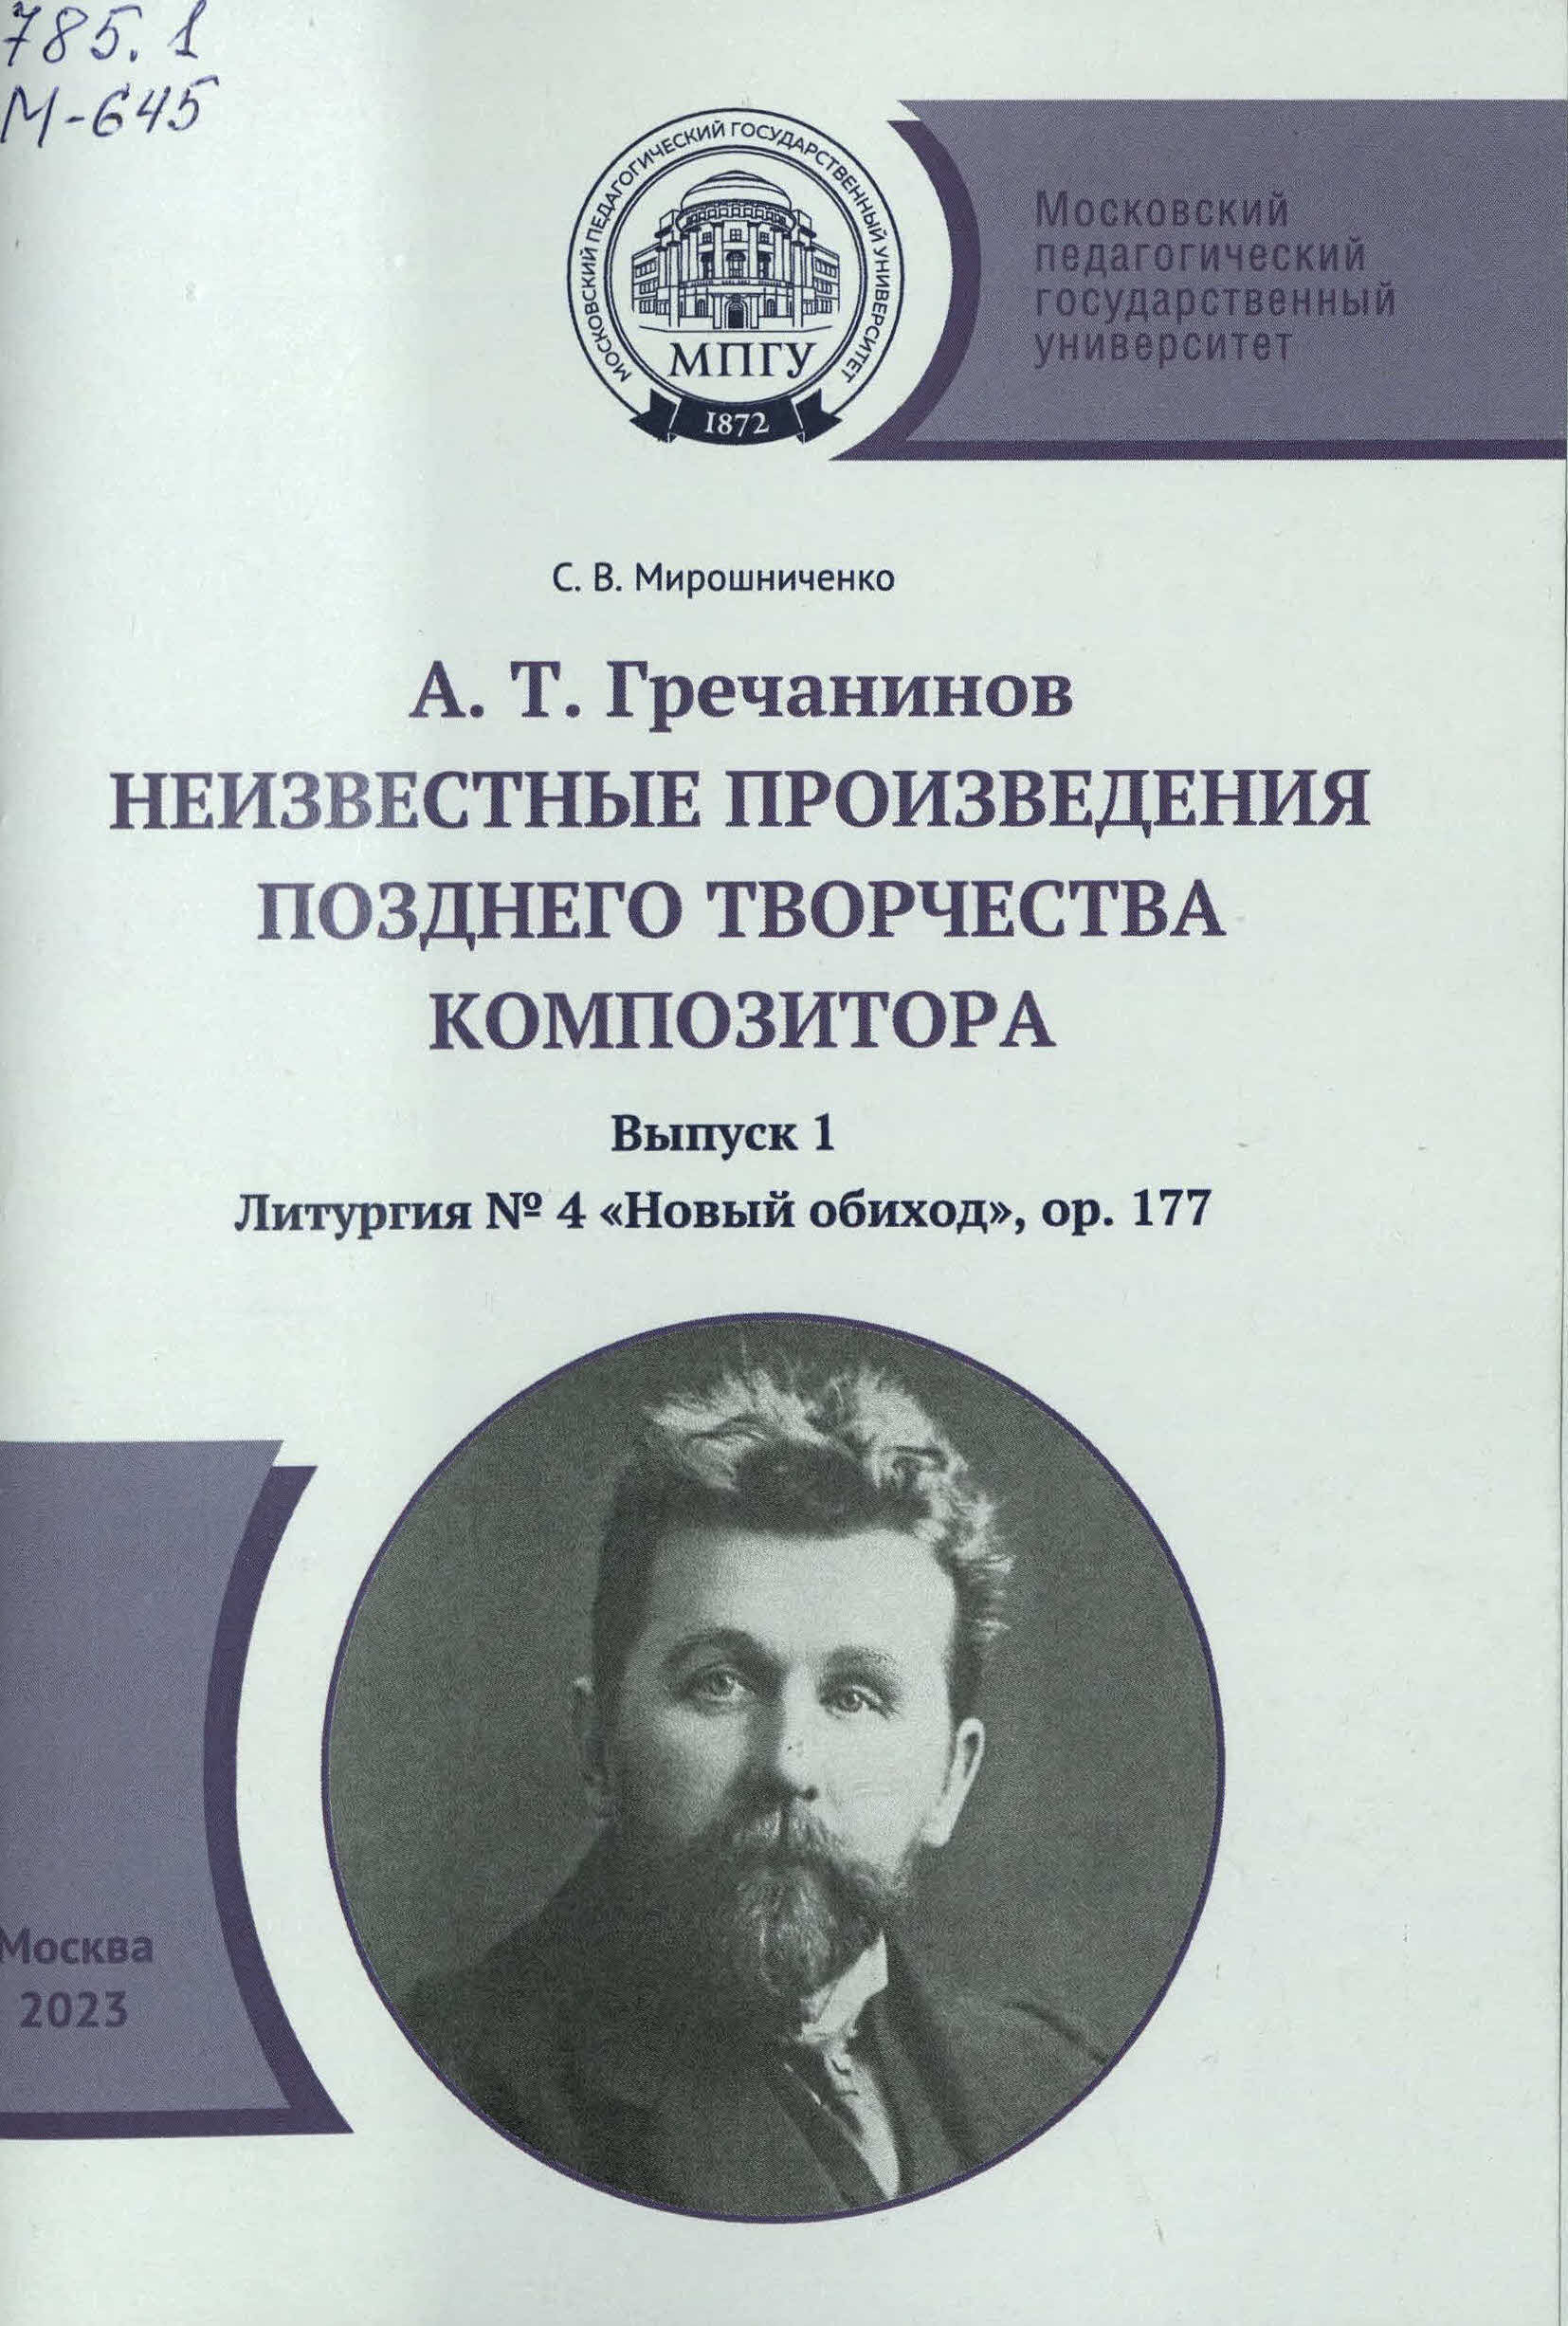 785.1
М-645
МОСКОВСКИЙ ПЕДАГОГИЧЕСКИЙ ГОСУДАРСТВЕННЫЙ УНИВЕРСИТЕТ
МПГУ
1872
Московский
педагогический
государственный
университет
С. В. Мирошниченко
А. Т. Гречанинов
НЕИЗВЕСТНЫЕ ПРОИЗВЕДЕНИЯ
ПОЗДНЕГО ТВОРЧЕСТВА
КОМПОЗИТОРА
Выпуск 1
Литургия № 4 «Новый обиход», ор. 177
Москва
2023